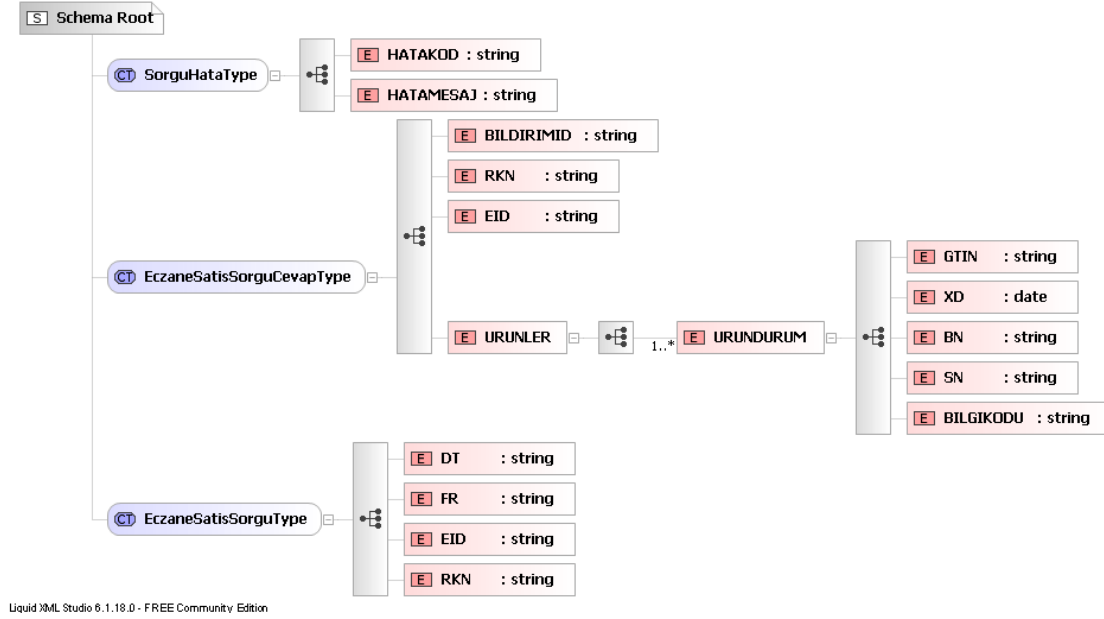 S Schema Root
CT SorguHataType
E HATAKOD : string
E HATAMESAJ : string
CT EczaneSatisSorguCevapType
E BILDIRIMID : string
E RKN : string
E EID : string
E URUNLER
1..*
E URUNDURUM
E GTIN : string
E XD : date
E BN : string
E SN : string
E BILGIKODU : string
CT EczaneSatisSorguType
E DT : string
E FR : string
E EID : string
E RKN : string
Liquid XML Studio 6.1.18.0 - FREE Community Edition